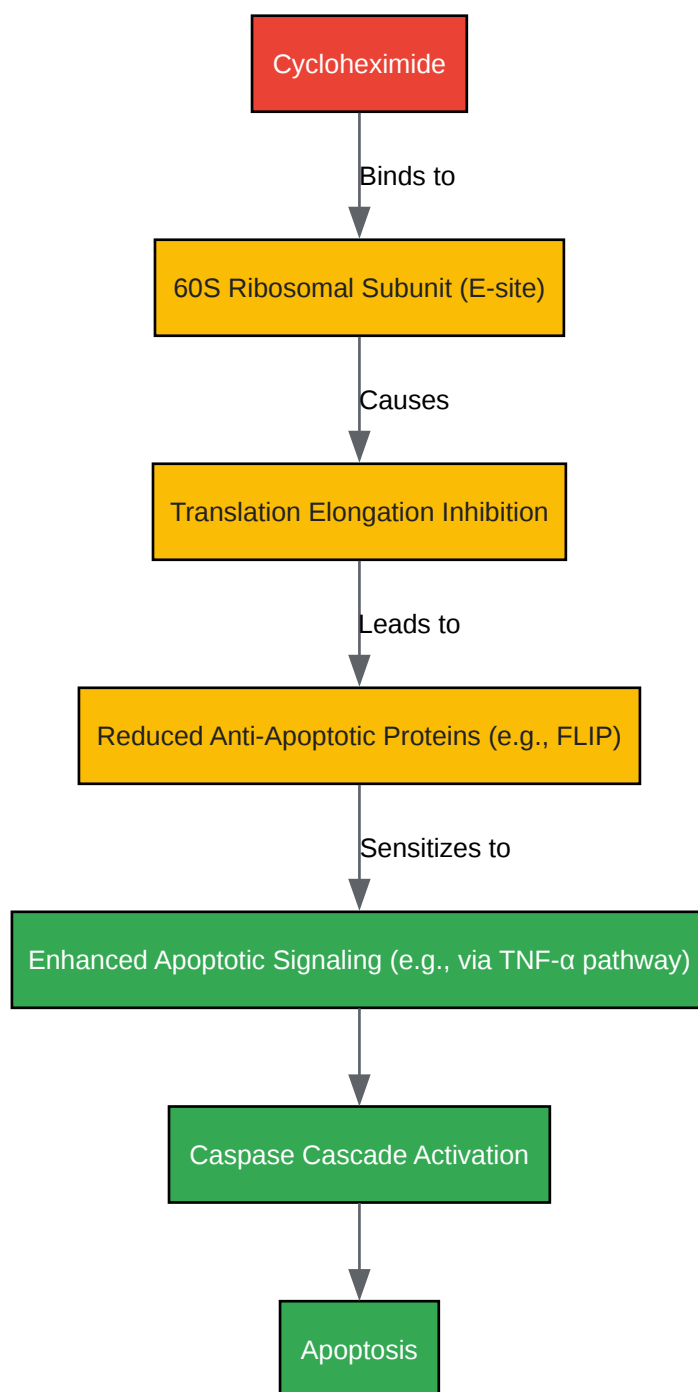 Cycloheximide
Binds to
60S Ribosomal Subunit (E-site)
Causes
Translation Elongation Inhibition
Leads to
Reduced Anti-Apoptotic Proteins (e.g., FLIP)
Sensitizes to
Enhanced Apoptotic Signaling (e.g., via TNF-α pathway)
Caspase Cascade Activation
Apoptosis